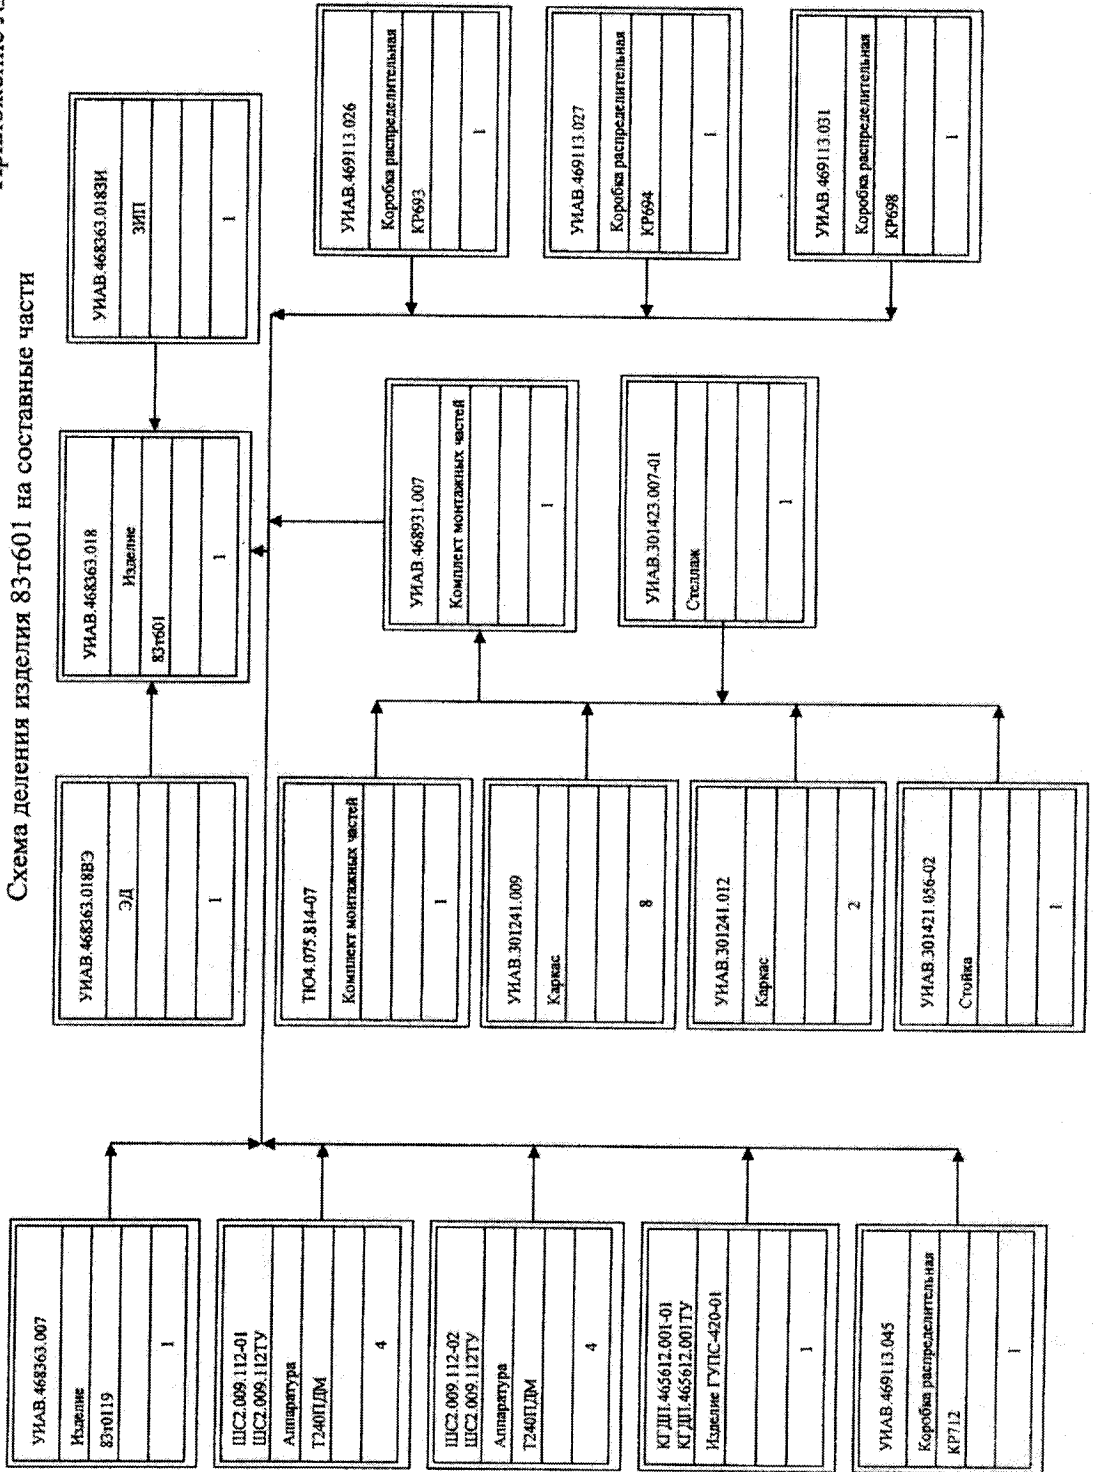 Приложение
Схема деления изделия 83т601 на составные части
УИАВ.468363.007
Изделие
83т0119
1
ШС2.009.112-01
ШС2.009.112ТУ
Аппаратура
Т240ПДМ
4
ШС2.009.112-02
ШС2.009.112ТУ
Аппаратура
Т240ПДМ
4
КГДП.465612.001-01
КГДП.465612.001ТУ
Изделие ГУПС-420-01
1
УИАВ.469113.045
Коробка распределительная
КР712
1
УИАВ.468363.018ВЭ
ЭД
1
ТЮ4.075.814-07
Комплект монтажных частей
1
УИАВ.301241.009
Каркас
8
УИАВ.301241.012
Каркас
2
УИАВ.301421.056-02
Стойка
1
УИАВ.468363.018
Изделие
83т601
1
УИАВ.468931.007
Комплект монтажных частей
1
УИАВ.301423.007-01
Стеллаж
1
УИАВ.468363.018ЗИ
ЗИП
1
УИАВ.469113.026
Коробка распределительная
КР693
1
УИАВ.469113.027
Коробка распределительная
КР694
1
УИАВ.469113.031
Коробка распределительная
КР698
1